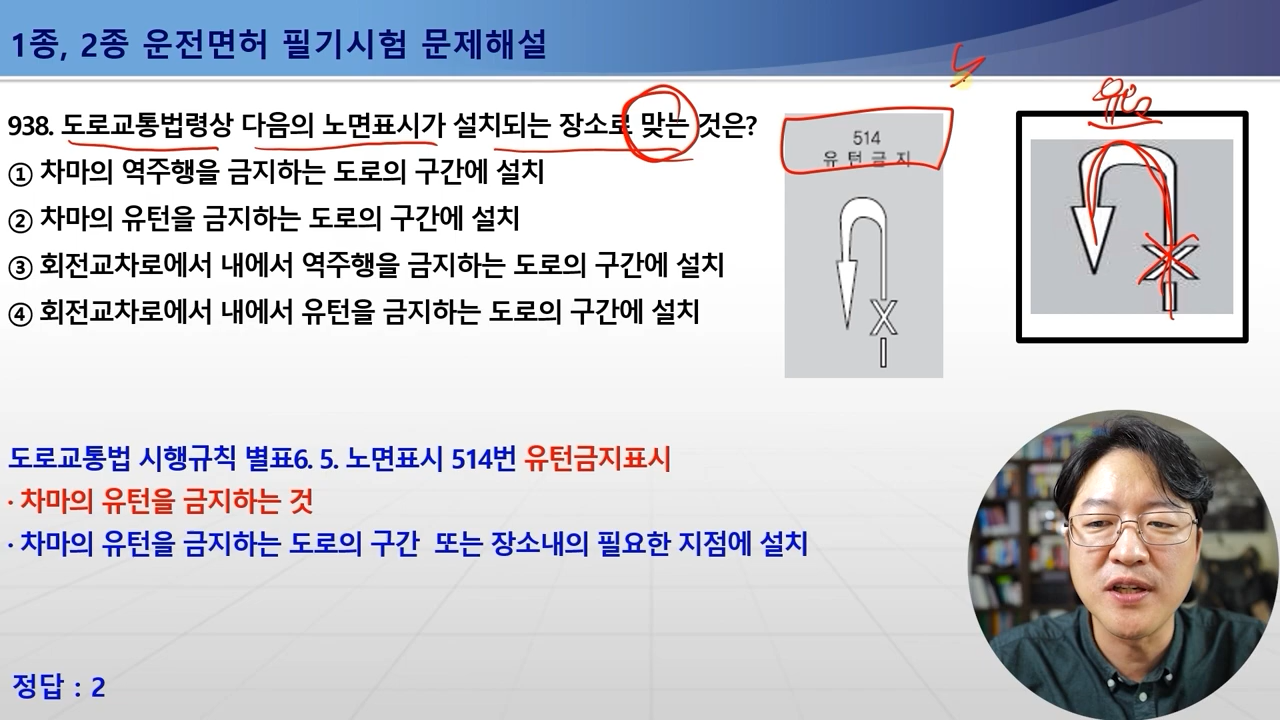 1종, 2종 운전면허 필기시험 문제해설
938. 도로교통법령상 다음의 노면표시가 설치되는 장소로 맞는 것은?
① 차마의 역주행을 금지하는 도로의 구간에 설치
② 차마의 유턴을 금지하는 도로의 구간에 설치
③ 회전교차로에서 내에서 역주행을 금지하는 도로의 구간에 설치
④ 회전교차로에서 내에서 유턴을 금지하는 도로의 구간에 설치
514
유 턴 금 지
유턴
도로교통법 시행규칙 별표6. 5. 노면표시 514번 유턴금지표시
· 차마의 유턴을 금지하는 것
· 차마의 유턴을 금지하는 도로의 구간 또는 장소내의 필요한 지점에 설치
정답 : 2